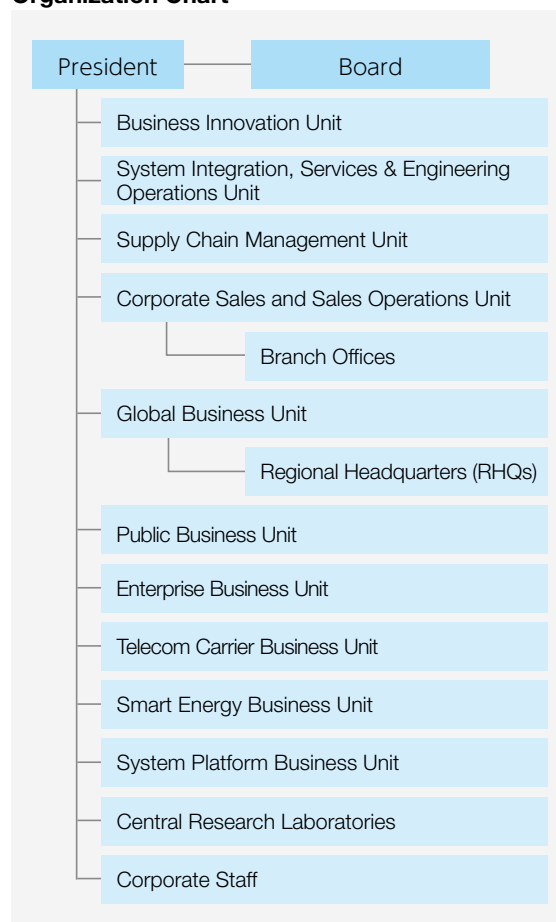 Organization Chart
President
Board
Business Innovation Unit
System Integration, Services & Engineering
Operations Unit
Supply Chain Management Unit
Corporate Sales and Sales Operations Unit
Branch Offices
Global Business Unit
Regional Headquarters (RHQs)
Public Business Unit
Enterprise Business Unit
Telecom Carrier Business Unit
Smart Energy Business Unit
System Platform Business Unit
Central Research Laboratories
Corporate Staff